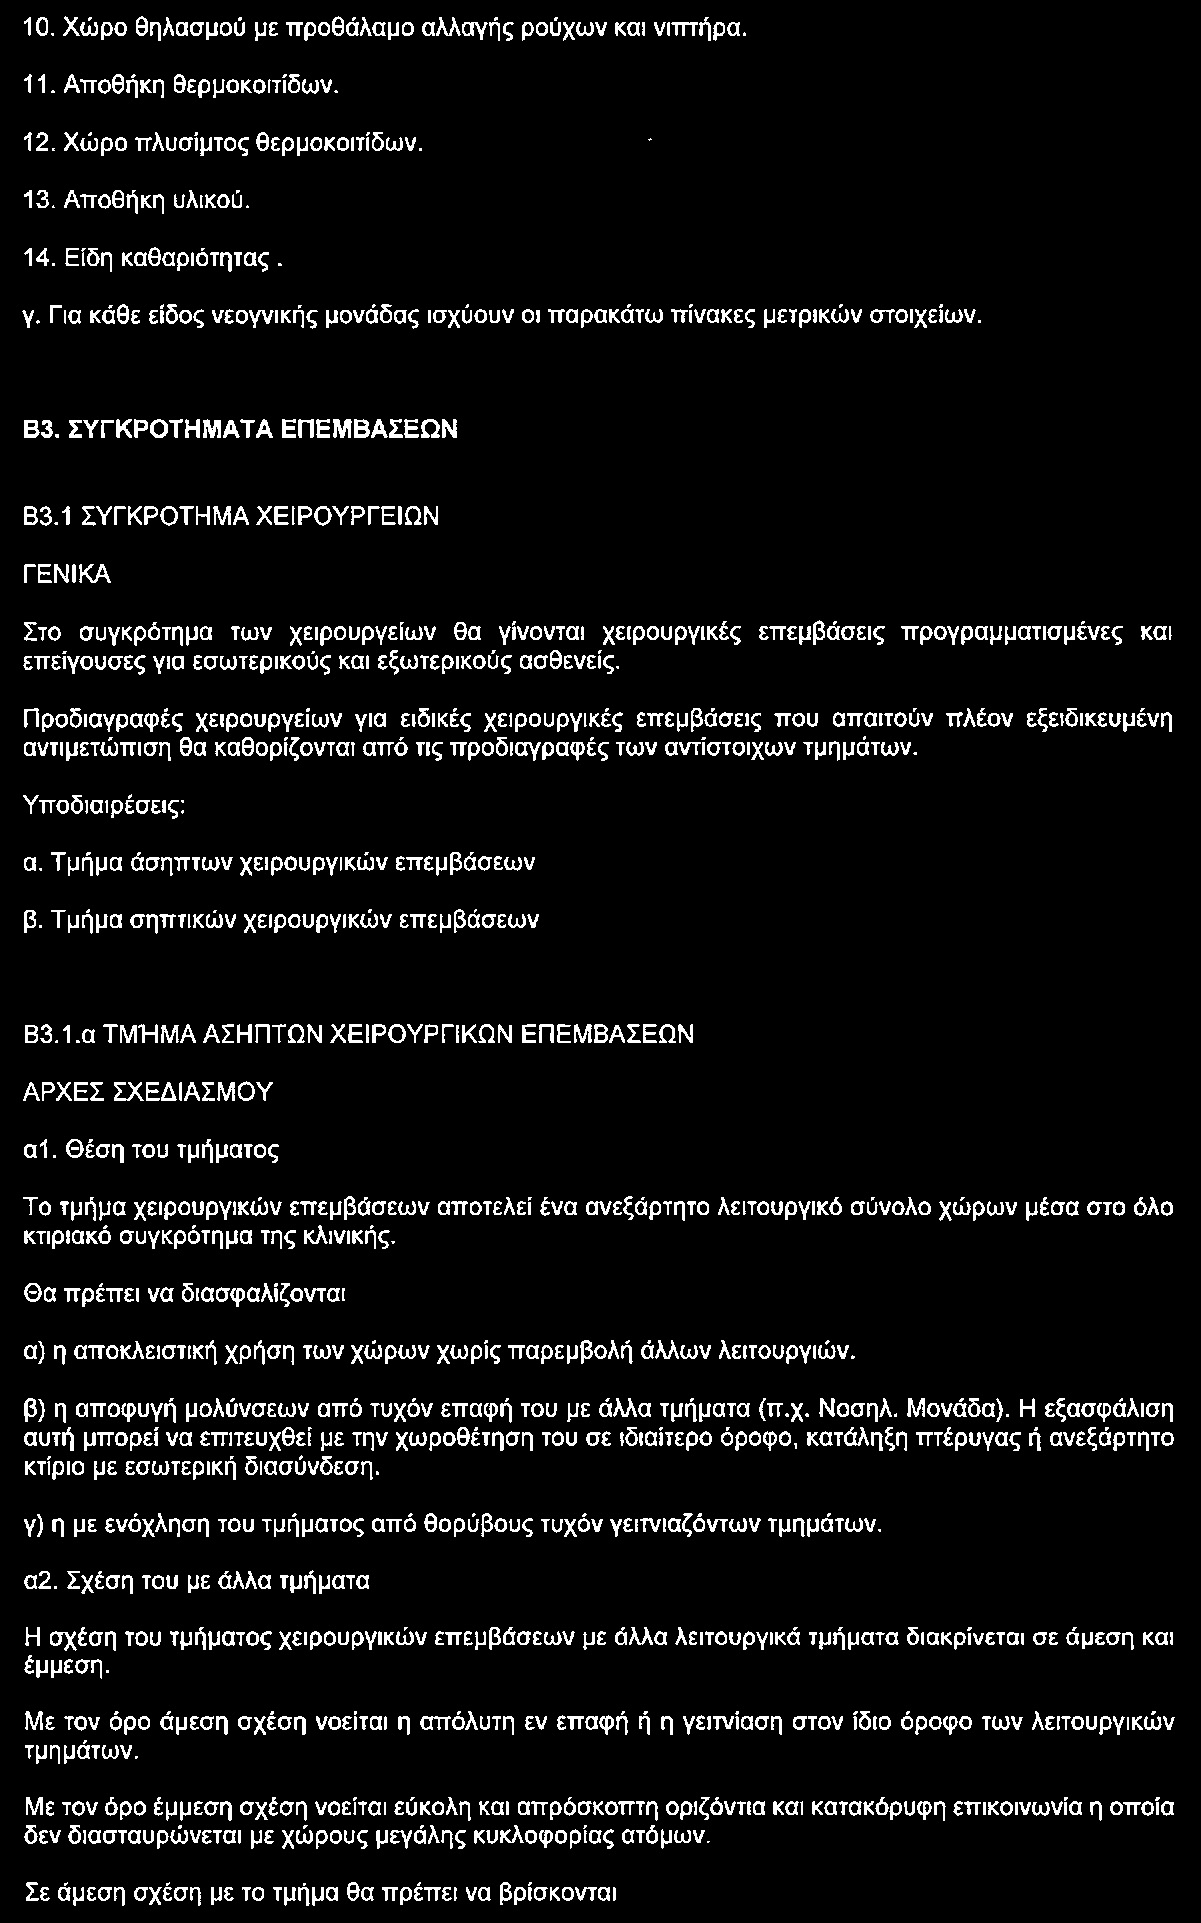 10. Χώρο θηλασμού με προθάλαμο αλλαγής ρούχων και νιπτήρα.
11. Αποθήκη θερμοκοιτίδων.
12. Χώρο πλυσίμτος θερμοκοιτίδων.
13. Αποθήκη υλικού.
14. Είδη καθαριότητας .
γ. Για κάθε είδος νεογνικής μονάδας ισχύουν οι παρακάτω πίνακες μετρικών στοιχείων.
Β3. ΣΥΓΚΡΟΤΗΜΑΤΑ ΕΠΕΜΒΑΣΕΩΝ
Β3.1 ΣΥΓΚΡΟΤΗΜΑ ΧΕΙΡΟΥΡΓΕΙΩΝ
ΓΕΝΙΚΑ
Στο συγκρότημα των χειρουργείων θα γίνονται χειρουργικές επεμβάσεις προγραμματισμένες και
επείγουσες για εσωτερικούς και εξωτερικούς ασθενείς.
Προδιαγραφές χειρουργείων για ειδικές χειρουργικές επεμβάσεις που απαιτούν πλέον εξειδικευμένη
αντιμετώπιση θα καθορίζονται από τις προδιαγραφές των αντίστοιχων τμημάτων.
Υποδιαιρέσεις:
α. Τμήμα άσηπτων χειρουργικών επεμβάσεων
β. Τμήμα σηπτικών χειρουργικών επεμβάσεων
Β3.1.α ΤΜΉΜΑ ΑΣΗΠΤΩΝ ΧΕΙΡΟΥΡΓΙΚΩΝ ΕΠΕΜΒΑΣΕΩΝ
ΑΡΧΕΣ ΣΧΕΔΙΑΣΜΟΥ
α1. Θέση του τμήματος
Το τμήμα χειρουργικών επεμβάσεων αποτελεί ένα ανεξάρτητο λειτουργικό σύνολο χώρων μέσα στο όλο
κτιριακό συγκρότημα της κλινικής.
Θα πρέπει να διασφαλίζονται
α) η αποκλειστική χρήση των χώρων χωρίς παρεμβολή άλλων λειτουργιών.
β) η αποφυγή μολύνσεων από τυχόν επαφή του με άλλα τμήματα (π.χ. Νοσηλ. Μονάδα). Η εξασφάλιση
αυτή μπορεί να επιτευχθεί με την χωροθέτηση του σε ιδιαίτερο όροφο, κατάληξη πτέρυγας ή ανεξάρτητο
κτίριο με εσωτερική διασύνδεση.
γ) η με ενόχληση του τμήματος από θορύβους τυχόν γειτνιαζόντων τμημάτων.
α2. Σχέση του με άλλα τμήματα
Η σχέση του τμήματος χειρουργικών επεμβάσεων με άλλα λειτουργικά τμήματα διακρίνεται σε άμεση και
έμμεση.
Με τον όρο άμεση σχέση νοείται η απόλυτη εν επαφή ή η γειτνίαση στον ίδιο όροφο των λειτουργικών
τμημάτων.
Με τον όρο έμμεση σχέση νοείται εύκολη και απρόσκοπτη οριζόντια και κατακόρυφη επικοινωνία η οποία
δεν διασταυρώνεται με χώρους μεγάλης κυκλοφορίας ατόμων.
Σε άμεση σχέση με το τμήμα θα πρέπει να βρίσκονται